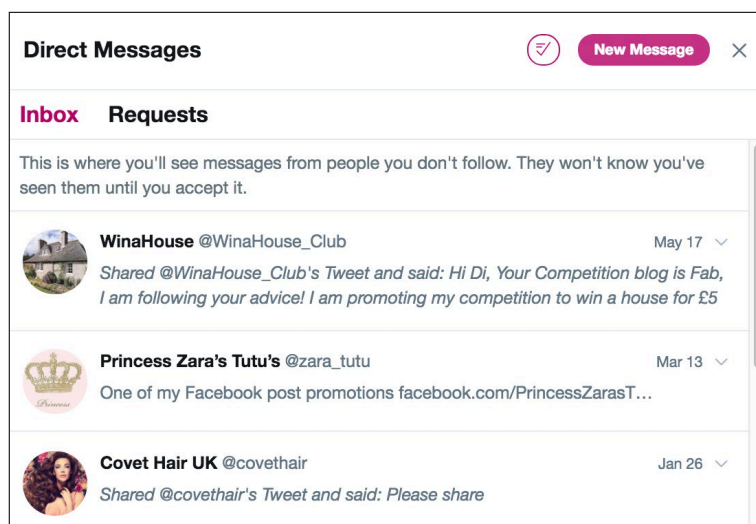 Direct Messages
New Message
Inbox Requests
This is where you'll see messages from people you don't follow. They won't know you've
seen them until you accept it.
WinaHouse @WinaHouse_Club May 17
Shared @WinaHouse_Club's Tweet and said: Hi Di, Your Competition blog is Fab,
I am following your advice! I am promoting my competition to win a house for £5
Princess Zara's Tutu's @zara_tutu Mar 13
One of my Facebook post promotions facebook.com/PrincessZarasT…
Princess
Covet Hair UK @covethair Jan 26
Shared @covethair's Tweet and said: Please share